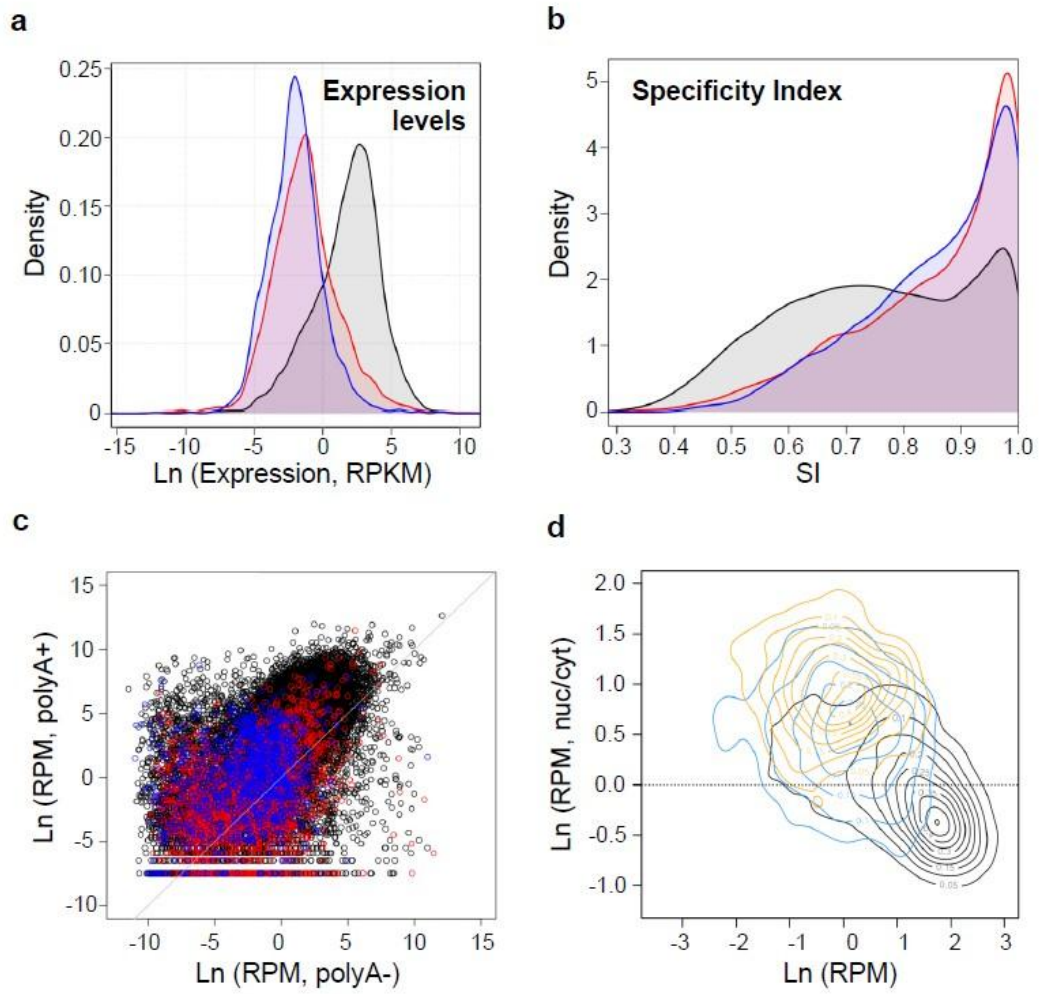 a
Expression
levels
0.25
0.20
0.15
0.10
0.05
0
Density
-15 -10 -5 0 5 10
Ln (Expression, RPKM)
b
Specificity Index
5
4
3
2
1
0
Density
0.3 0.4 0.5 0.6 0.7 0.8 0.9 1.0
SI
c
15
10
5
0
-5
-10
Ln (RPM, polyA+)
-10 -5 0 5 10 15
Ln (RPM, polyA-)
d
2.0
1.5
1.0
0.5
0.0
-0.5
-1.0
Ln (RPM, nuc/cyt)
0.15
0.05
-3 -2 -1 0 1 2 3
Ln (RPM)